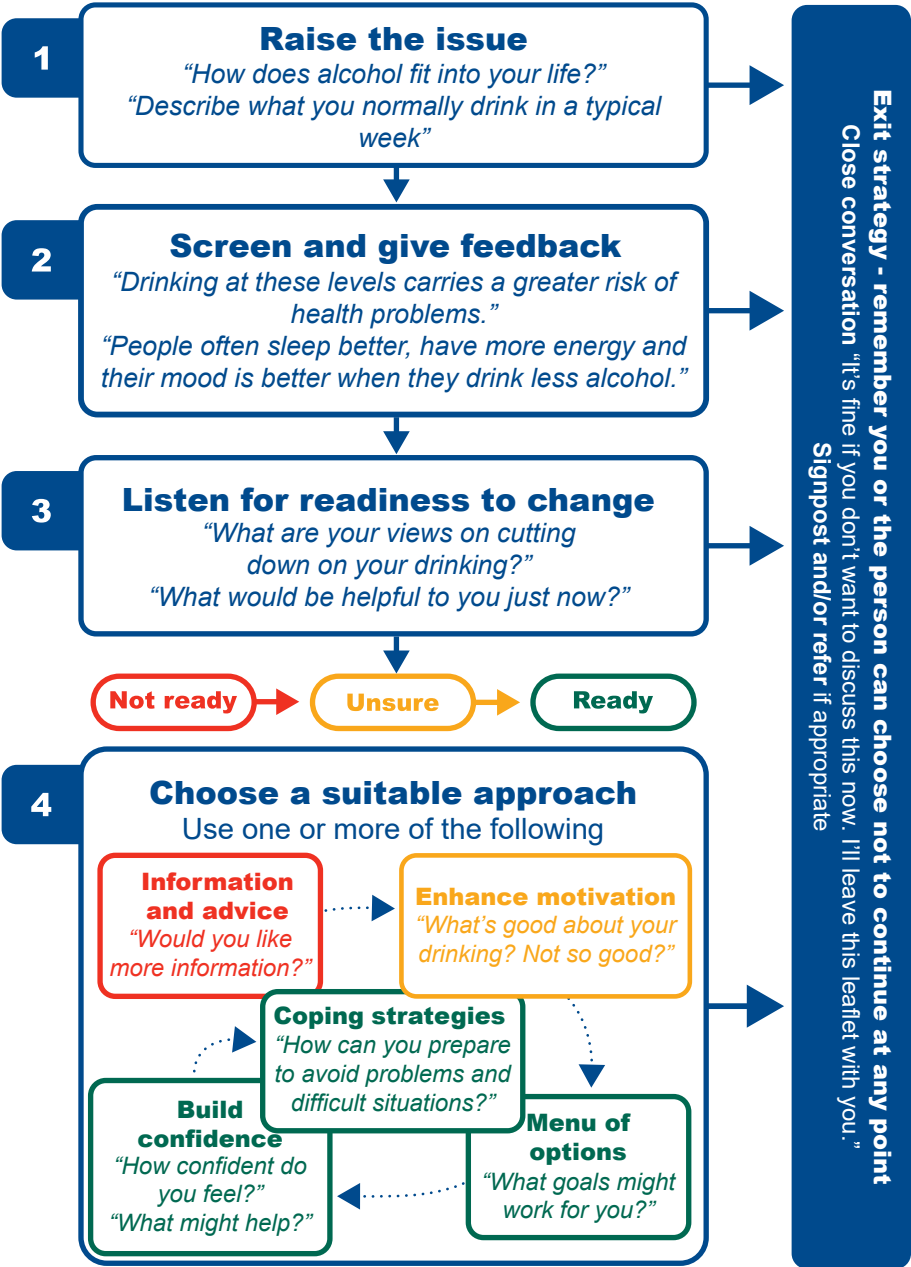 1
Raise the issue
“How does alcohol fit into your life?”
“Describe what you normally drink in a typical
week”
2
Screen and give feedback
“Drinking at these levels carries a greater risk of
health problems.”
“People often sleep better, have more energy and
their mood is better when they drink less alcohol.”
3
Listen for readiness to change
“What are your views on cutting
down on your drinking?”
“What would be helpful to you just now?”
Not ready
Unsure
Ready
4
Choose a suitable approach
Use one or more of the following
Information
and advice
“Would you like
more information?”
Enhance motivation
“What’s good about your
drinking? Not so good?”
Coping strategies
“How can you prepare
to avoid problems and
difficult situations?”
Build
confidence
“How confident do
you feel?”
“What might help?”
Menu of
options
“What goals might
work for you?”
Exit strategy - remember you or the person can choose not to continue at any point
Close conversation “It’s fine if you don’t want to discuss this now. I’ll leave this leaflet with you.”
Signpost and/or refer if appropriate